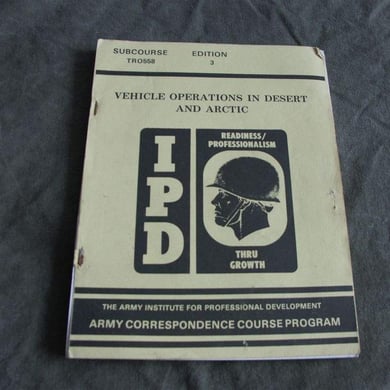 SUBCOURSE EDITION
TRO558 3
VEHICLE OPERATIONS IN DESERT
AND ARCTIC
IPD
READINESS/
PROFESSIONALISM
THRU
GROWTH
THE ARMY INSTITUTE FOR PROFESSIONAL DEVELOPMENT
ARMY CORRESPONDENCE COURSE PROGRAM